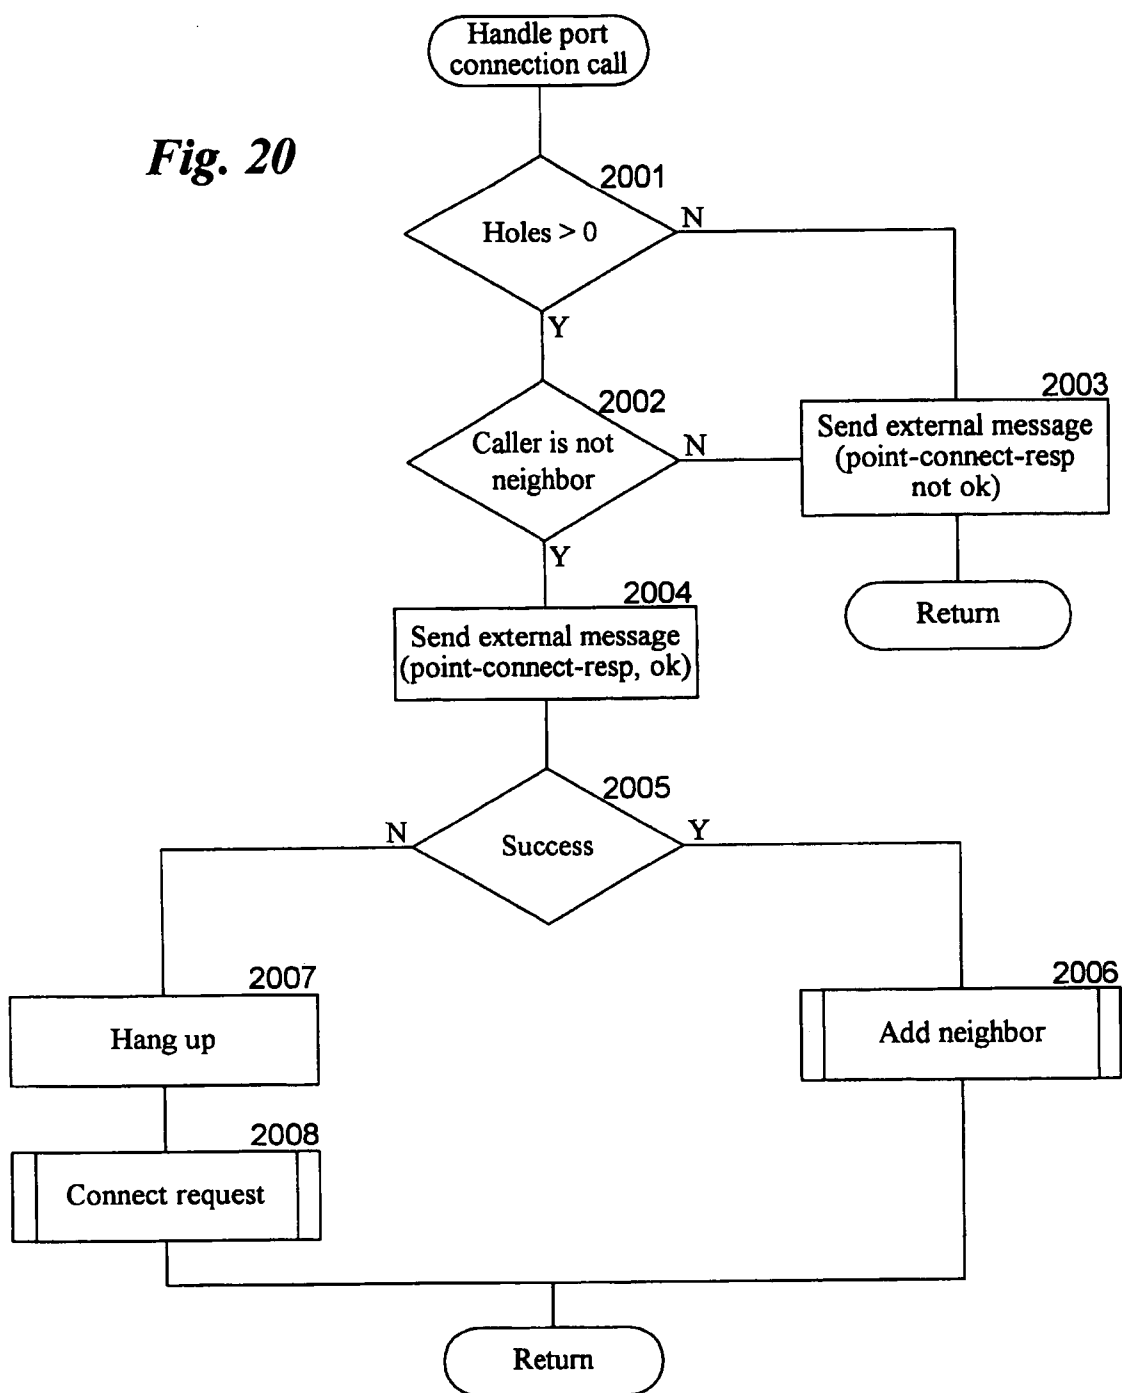 Handle port
connection call
Fig. 20
2001
Holes > 0
N
Y
2002
Caller is not
neighbor
N
Y
2003
Send external message
(point-connect-resp
not ok)
Return
2004
Send external message
(point-connect-resp, ok)
2005
Success
N
Y
2007
Hang up
2006
Add neighbor
2008
Connect request
Return